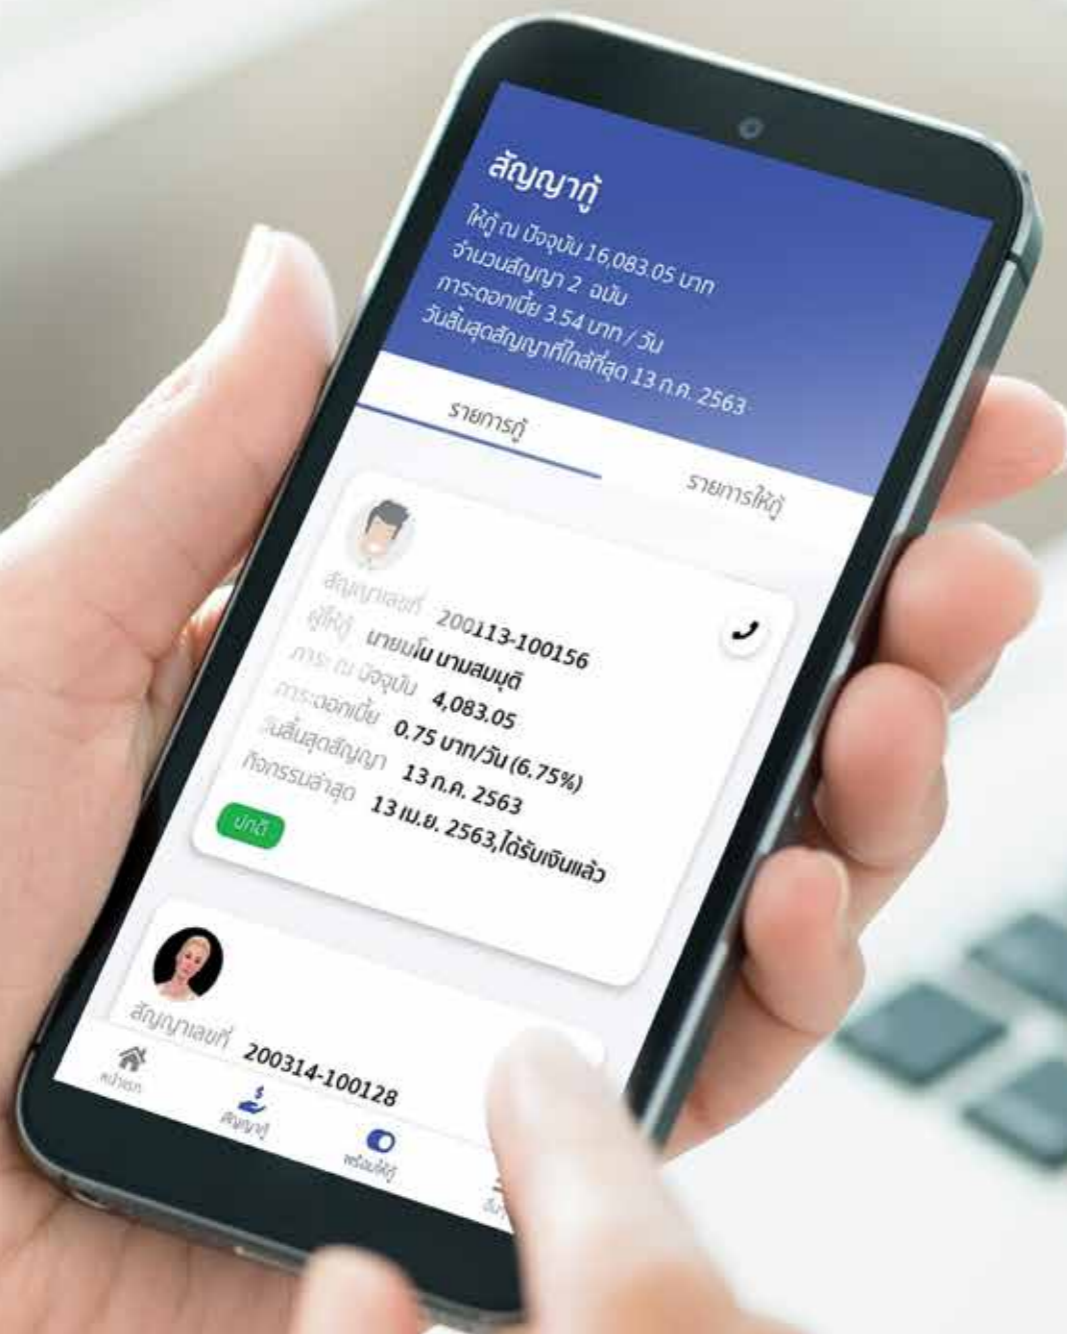 สัญญากู้
ให้กู้ ณ ปัจจุบัน 16,083.05 บาท
จำนวนสัญญา 2 ฉบับ
ภาระดอกเบี้ย 3.54 บาท / วัน
วันสิ้นสุดสัญญาที่ใกล้ที่สุด 13 ก.ค. 2563
รายการกู้
รายการให้กู้
สัญญาเลขที่ 200113-100156
ผู้ให้กู้ นายมโน นามสมมุติ
ภาระ ณ ปัจจุบัน 4,083.05
ภาระดอกเบี้ย 0.75 บาท/วัน (6.75%)
วันสิ้นสุดสัญญา 13 ก.ค. 2563
กิจกรรมล่าสุด 13 เม.ย. 2563,ได้รับเงินแล้ว
ปกติ
สัญญาเลขที่ 200314-100128
หน้าแรก
สัญญากู้
พร้อมให้กู้